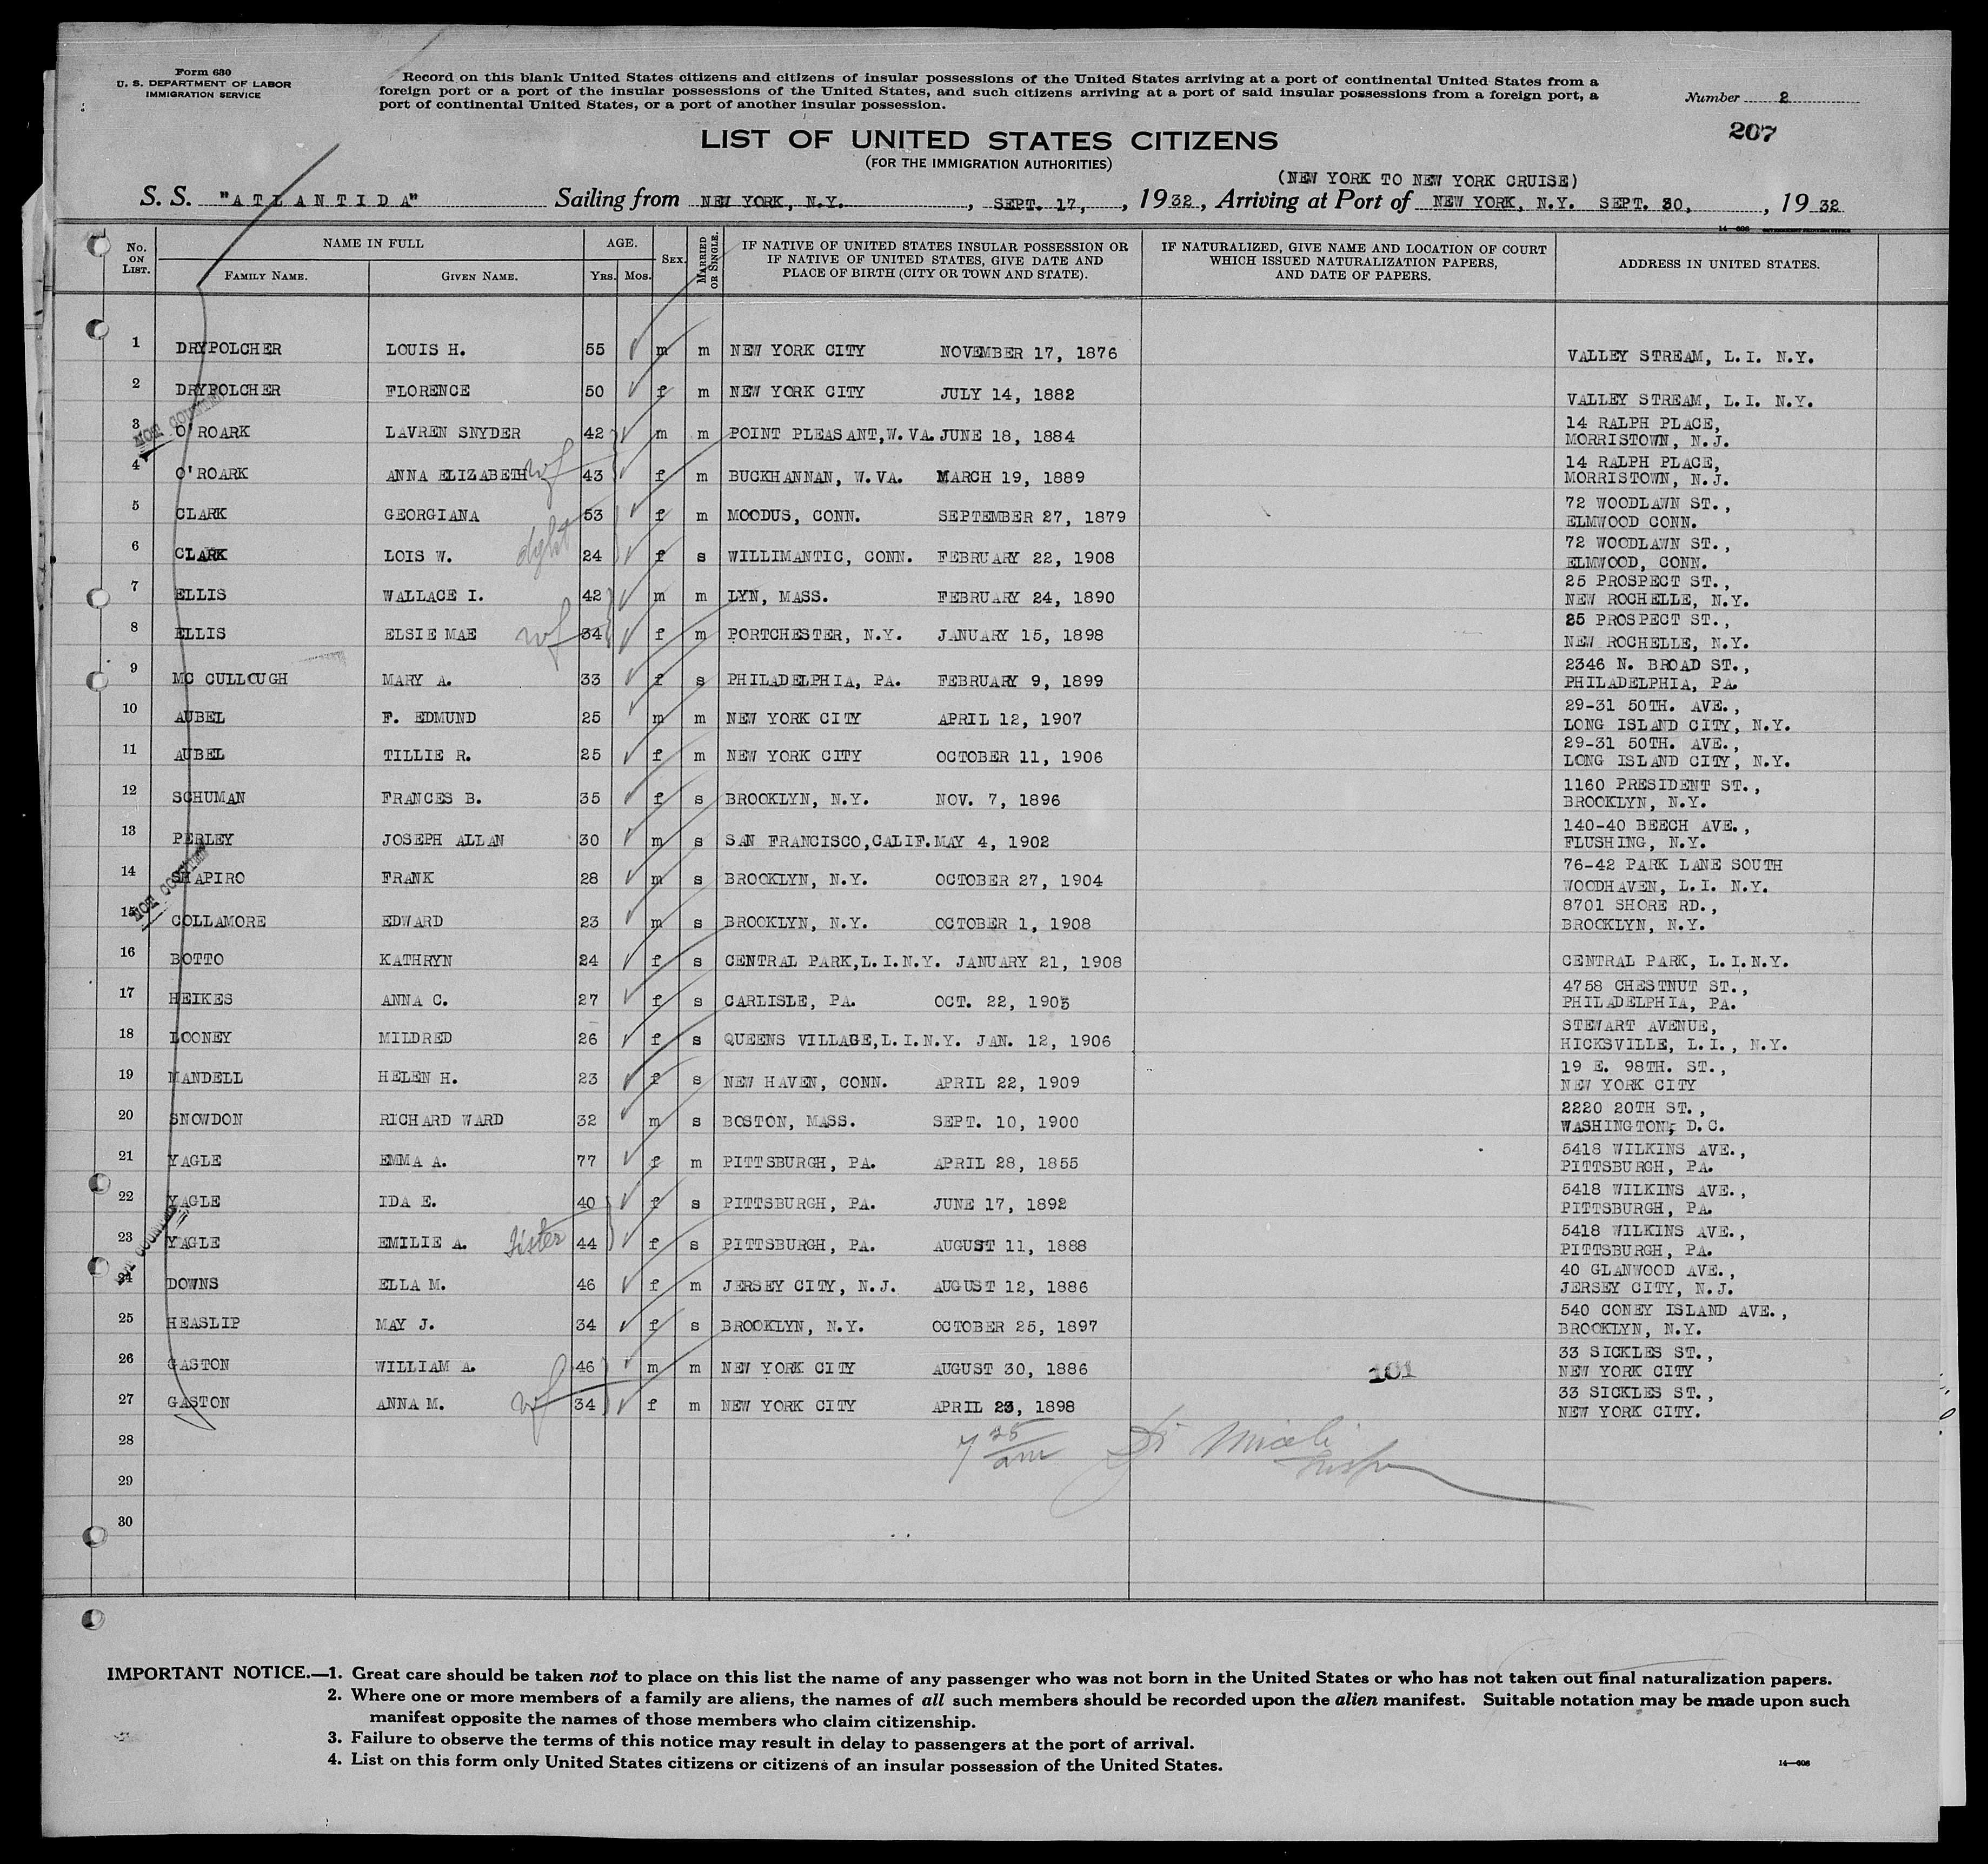 Form 630
U. S. DEPARTMENT OF LABOR
IMMIGRATION SERVICE
Record on this blank United States citizens and citizens of insular possessions of the United States arriving at a port of continental United States from a
foreign port or a port of the insular possessions of the United States, and such citizens arriving at a port of said insular possessions from a foreign port, a
port of continental United States, or a port of another insular possession.
Number 2
207
LIST OF UNITED STATES CITIZENS
(FOR THE IMMIGRATION AUTHORITIES)
(NEW YORK TO NEW YORK CRUISE)
S. S. "ATLANTIDA" Sailing from NEW YORK, N.Y. , SEPT. 17, , 1932, Arriving at Port of NEW YORK, N.Y. SEPT. 30, , 1932
No. ON LIST. NAME IN FULL FAMILY NAME. GIVEN NAME. AGE. Yrs. Mos. SEX. MARRIED OR SINGLE. IF NATIVE OF UNITED STATES INSULAR POSSESSION OR IF NATIVE OF UNITED STATES, GIVE DATE AND PLACE OF BIRTH (CITY OR TOWN AND STATE). IF NATURALIZED, GIVE NAME AND LOCATION OF COURT WHICH ISSUED NATURALIZATION PAPERS, AND DATE OF PAPERS. ADDRESS IN UNITED STATES.
1 DRYPOLCHER LOUIS H. 55 m m NEW YORK CITY NOVEMBER 17, 1876 VALLEY STREAM, L.I. N.Y.
2 DRYPOLCHER FLORENCE 50 f m NEW YORK CITY JULY 14, 1882 VALLEY STREAM, L.I. N.Y.
3 O'ROARK LAVREN SNYDER 42 m m POINT PLEASANT,W.VA. JUNE 18, 1884 14 RALPH PLACE, MORRISTOWN, N.J.
NOT COUNTED
4 O'ROARK ANNA ELIZABETH wf 43 f m BUCKHANNAN, W.VA. MARCH 19, 1889 14 RALPH PLACE, MORRISTOWN, N.J.
5 CLARK GEORGIANA 53 f m MOODUS, CONN. SEPTEMBER 27, 1879 72 WOODLAWN ST., ELMWOOD CONN.
6 CLARK LOIS W. dght 24 f s WILLIMANTIC, CONN. FEBRUARY 22, 1908 72 WOODLAWN ST., ELMWOOD, CONN.
7 ELLIS WALLACE I. 42 m m LYN, MASS. FEBRUARY 24, 1890 25 PROSPECT ST., NEW ROCHELLE, N.Y.
8 ELLIS ELSIE MAE wf 34 f m PORTCHESTER, N.Y. JANUARY 15, 1898 25 PROSPECT ST., NEW ROCHELLE, N.Y.
9 MC CULLOUGH MARY A. 33 f s PHILADELPHIA, PA. FEBRUARY 9, 1899 2346 N. BROAD ST., PHILADELPHIA, PA.
10 AUBEL F. EDMUND 25 m m NEW YORK CITY APRIL 12, 1907 29-31 50TH. AVE., LONG ISLAND CITY, N.Y.
11 AUBEL TILLIE R. 25 f m NEW YORK CITY OCTOBER 11, 1906 29-31 50TH. AVE., LONG ISLAND CITY, N.Y.
12 SCHUMAN FRANCES B. 35 f s BROOKLYN, N.Y. NOV. 7, 1896 1160 PRESIDENT ST., BROOKLYN, N.Y.
13 PERLEY JOSEPH ALLAN 30 m s SAN FRANCISCO,CALIF. MAY 4, 1902 140-40 BEECH AVE., FLUSHING, N.Y.
14 SHAPIRO FRANK 28 m s BROOKLYN, N.Y. OCTOBER 27, 1904 76-42 PARK LANE SOUTH WOODHAVEN, L.I. N.Y.
NOT COUNTED
15 COLLAMORE EDWARD 23 m s BROOKLYN, N.Y. OCTOBER 1, 1908 8701 SHORE RD., BROOKLYN, N.Y.
16 BOTTO KATHRYN 24 f s CENTRAL PARK,L.I.N.Y. JANUARY 21, 1908 CENTRAL PARK, L.I.N.Y.
17 HEIKES ANNA C. 27 f s CARLISLE, PA. OCT. 22, 1905 4758 CHESTNUT ST., PHILADELPHIA, PA.
18 LOONEY MILDRED 26 f s QUEENS VILLAGE,L.I.N.Y. JAN. 12, 1906 STEWART AVENUE, HICKSVILLE, L.I., N.Y.
19 MANDELL HELEN H. 23 f s NEW HAVEN, CONN. APRIL 22, 1909 19 E. 98TH. ST., NEW YORK CITY
20 SNOWDON RICHARD WARD 32 m s BOSTON, MASS. SEPT. 10, 1900 2220 20TH ST., WASHINGTON, D.C.
21 YAGLE EMMA A. 77 f m PITTSBURGH, PA. APRIL 28, 1855 5418 WILKINS AVE., PITTSBURGH, PA.
22 YAGLE IDA E. 40 f s PITTSBURGH, PA. JUNE 17, 1892 5418 WILKINS AVE., PITTSBURGH, PA.
23 YAGLE EMILIE A. sister 44 f s PITTSBURGH, PA. AUGUST 11, 1888 5418 WILKINS AVE., PITTSBURGH, PA.
NOT COUNTED
24 DOWNS ELLA M. 46 f m JERSEY CITY, N.J. AUGUST 12, 1886 40 GLANWOOD AVE., JERSEY CITY, N.J.
25 HEASLIP MAY J. 34 f s BROOKLYN, N.Y. OCTOBER 25, 1897 540 CONEY ISLAND AVE., BROOKLYN, N.Y.
26 GASTON WILLIAM A. 46 m m NEW YORK CITY AUGUST 30, 1886 101 33 SICKLES ST., NEW YORK CITY
27 GASTON ANNA M. wf 34 f m NEW YORK CITY APRIL 23, 1898 33 SICKLES ST., NEW YORK CITY.
28
29
30
IMPORTANT NOTICE.—1. Great care should be taken not to place on this list the name of any passenger who was not born in the United States or who has not taken out final naturalization papers.
2. Where one or more members of a family are aliens, the names of all such members should be recorded upon the alien manifest. Suitable notation may be made upon such
manifest opposite the names of those members who claim citizenship.
3. Failure to observe the terms of this notice may result in delay to passengers at the port of arrival.
4. List on this form only United States citizens or citizens of an insular possession of the United States.
14—608